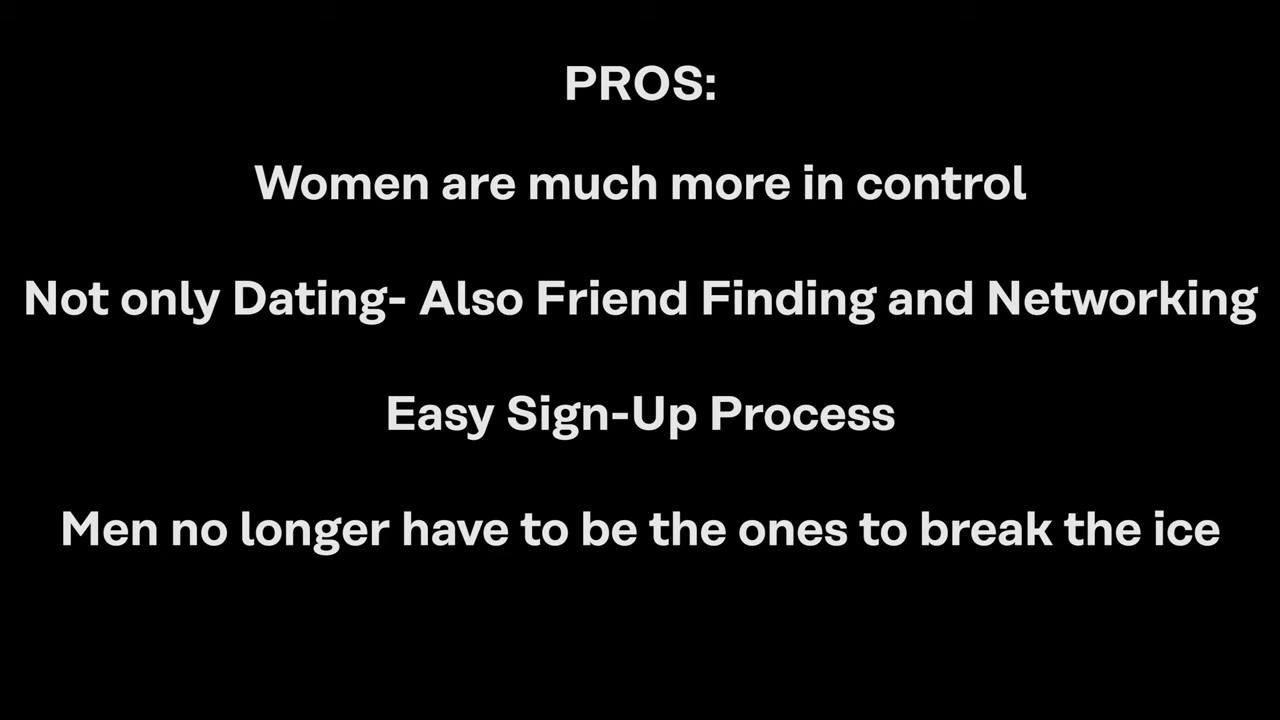 PROS:
Women are much more in control
Not only Dating- Also Friend Finding and Networking
Easy Sign-Up Process
Men no longer have to be the ones to break the ice